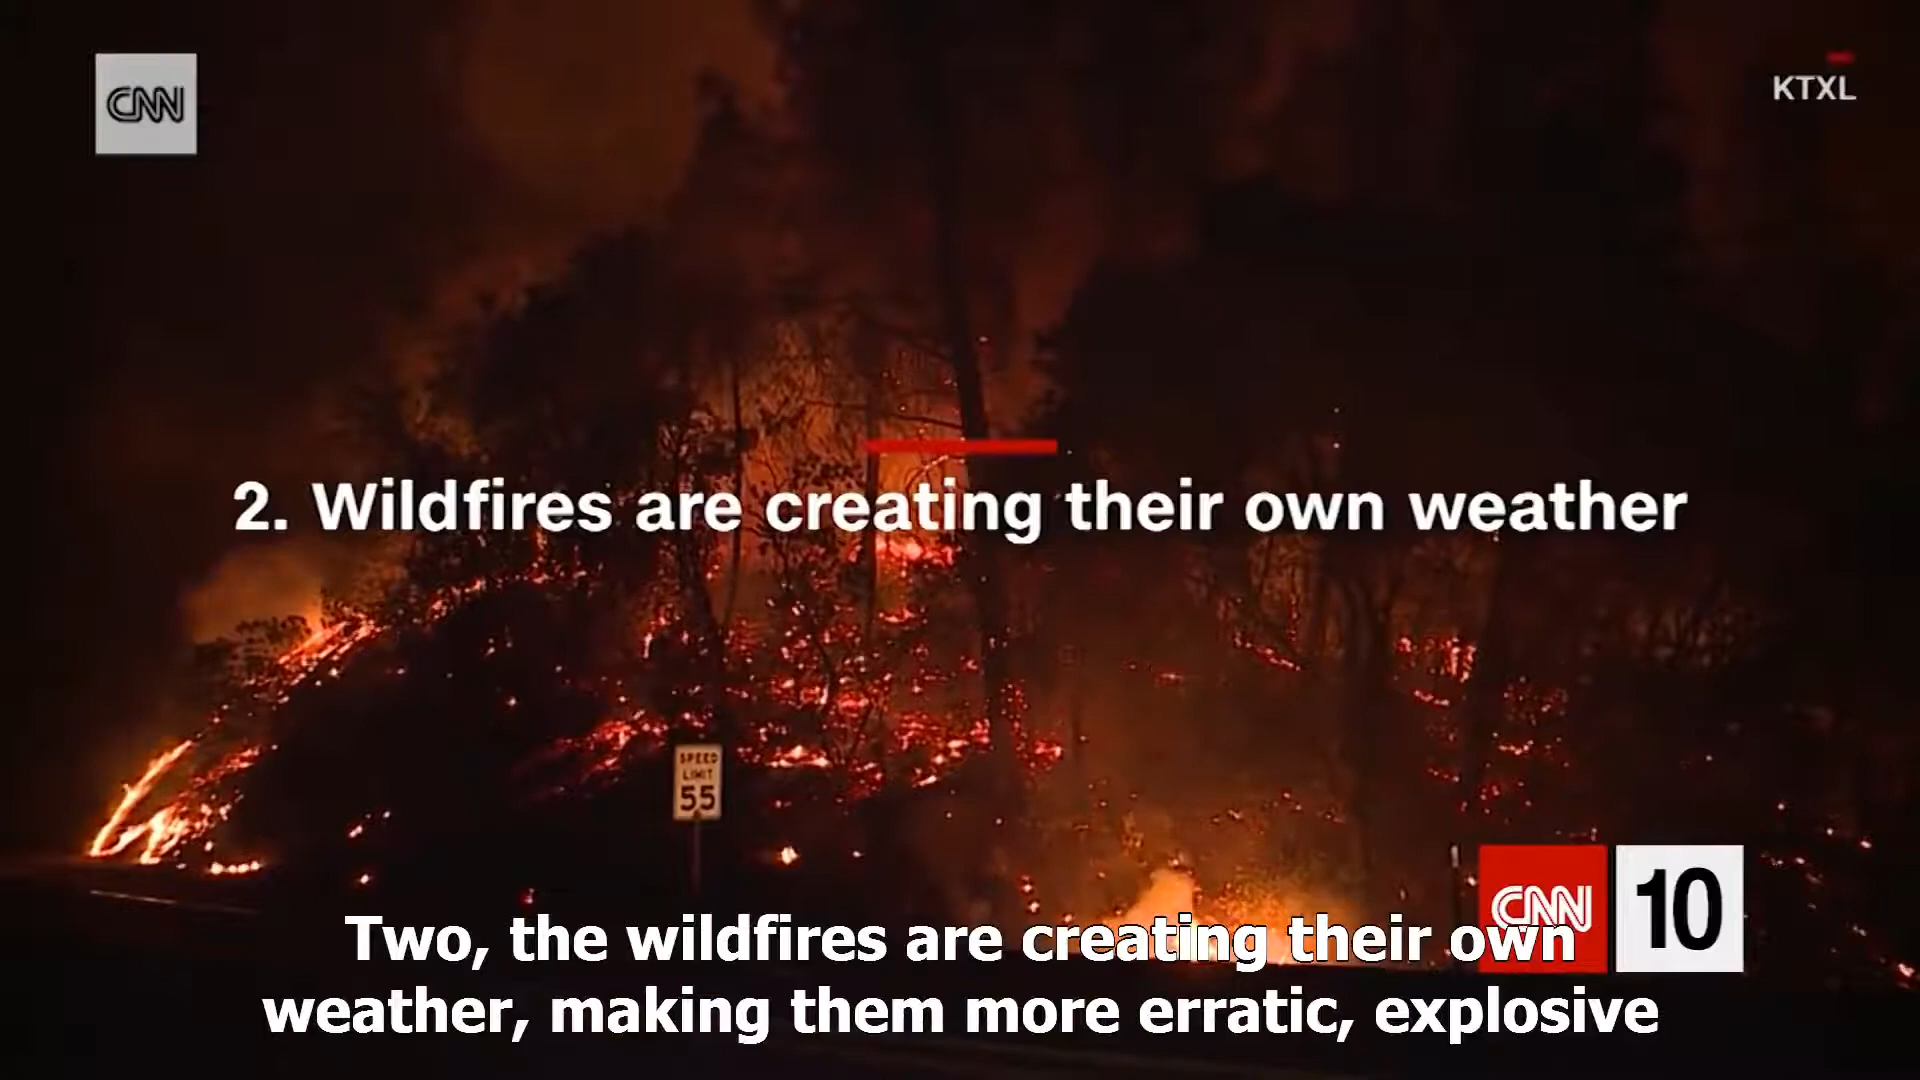 CNN
KTXL
2. Wildfires are creating their own weather
SPEED
LIMIT
55
CNN 10
Two, the wildfires are creating their own
weather, making them more erratic, explosive